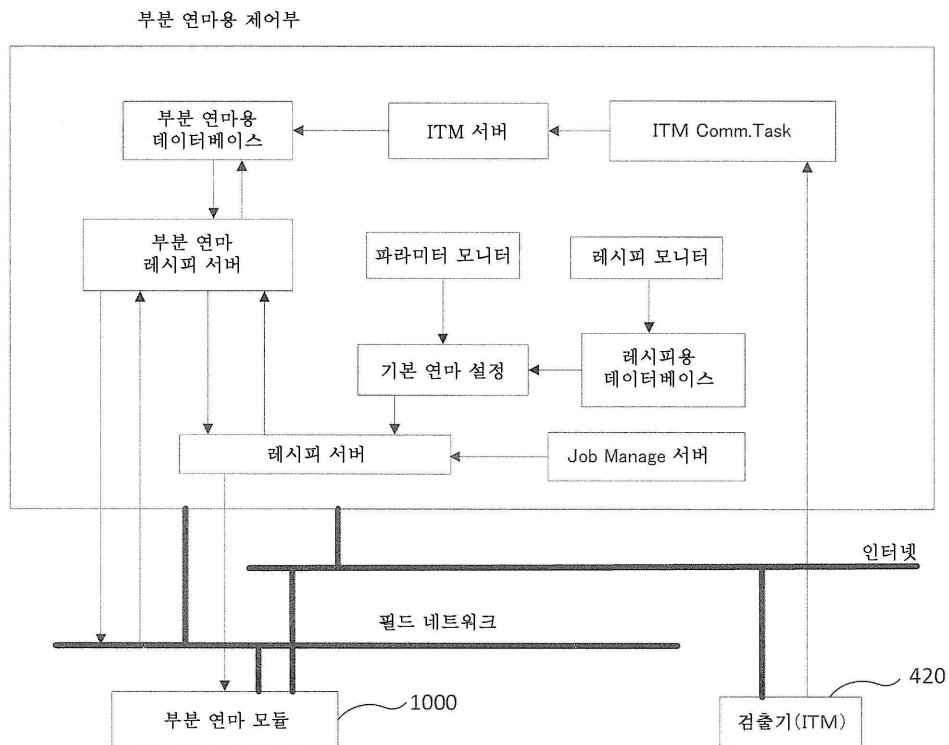 부분 연마용 제어부
부분 연마용
데이터베이스
ITM 서버
ITM Comm.Task
부분 연마
레시피 서버
파라미터 모니터
레시피 모니터
기본 연마 설정
레시피용
데이터베이스
레시피 서버
Job Manage 서버
인터넷
필드 네트워크
부분 연마 모듈
1000
검출기(ITM)
420